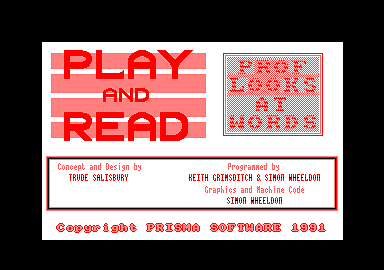 PLAY
AND
READ
PROF
LOOKS
AT
WORDS
Concept and Design by
TRUDE SALISBURY
Programmed by
KEITH GRIMSDITCH & SIMON WHEELDON
Graphics and Machine Code
SIMON WHEELDON
Copyright PRISMA SOFTWARE 1991